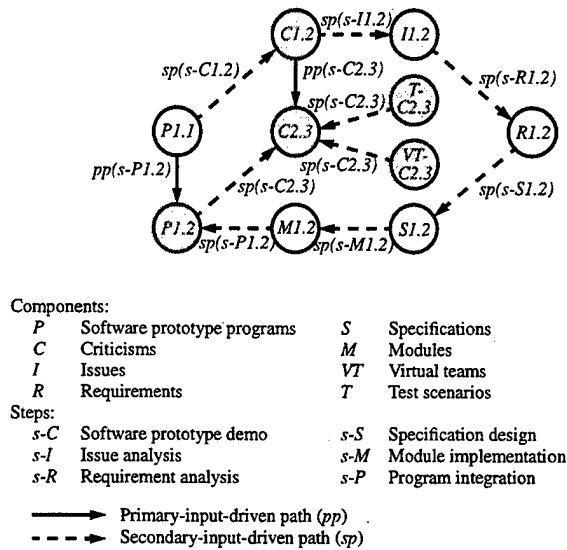 sp(s-I1.2)
C1.2
I1.2
sp(s-C1.2)
pp(s-C2.3)
sp(s-R1.2)
sp(s-C2.3)
T-
C2.3
P1.1
C2.3
R1.2
pp(s-P1.2)
sp(s-C2.3)
VT-
C2.3
sp(s-C2.3)
sp(s-S1.2)
P1.2
M1.2
S1.2
sp(s-P1.2)
sp(s-M1.2)
Components:
P Software prototype programs S Specifications
C Criticisms M Modules
I Issues VT Virtual teams
R Requirements T Test scenarios
Steps:
s-C Software prototype demo s-S Specification design
s-I Issue analysis s-M Module implementation
s-R Requirement analysis s-P Program integration
Primary-input-driven path (pp)
Secondary-input-driven path (sp)